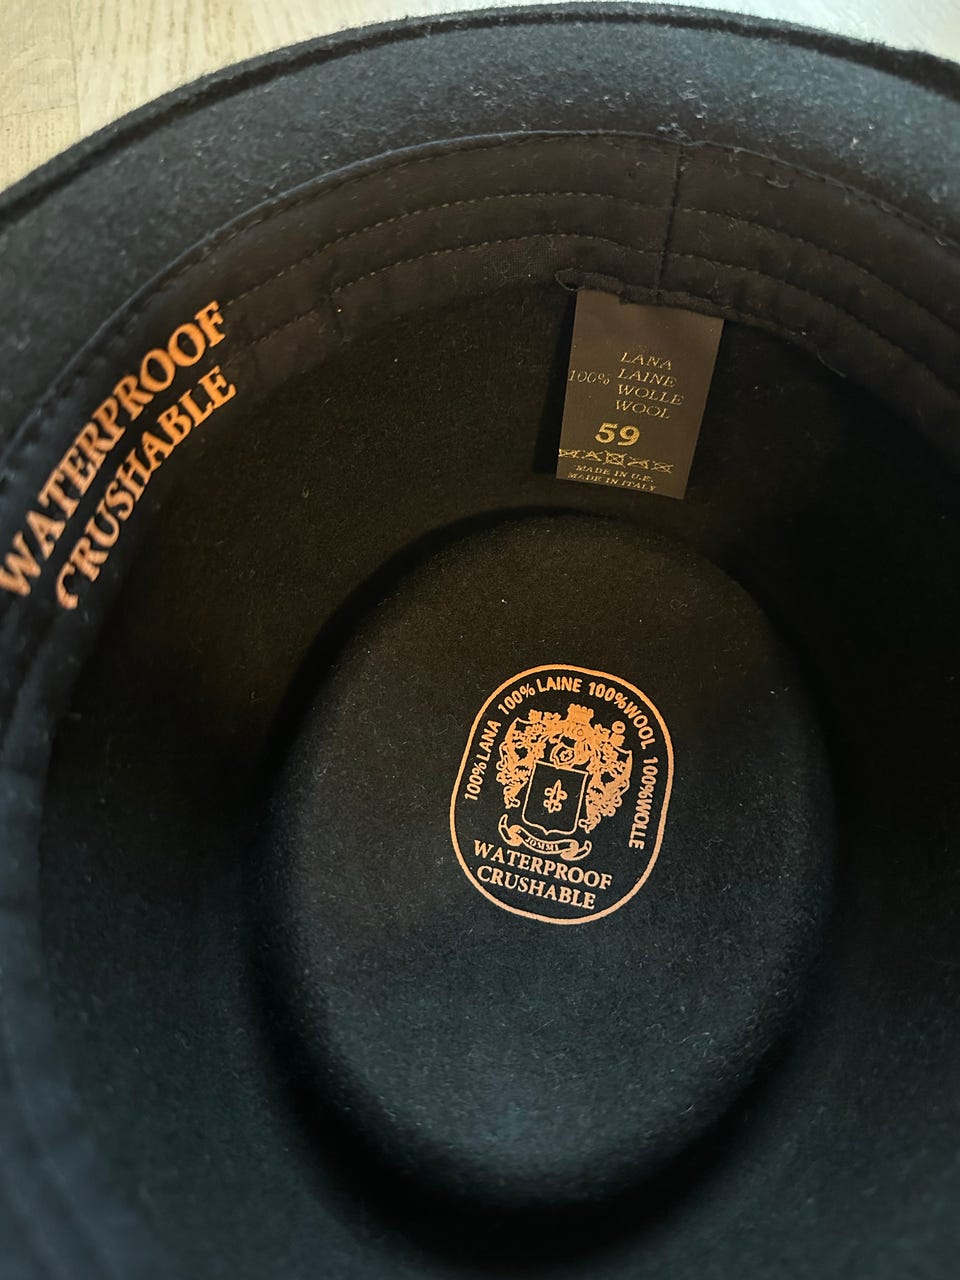 WATERPROOF
CRUSHABLE
LANA
100% LAINE
WOLLE
WOOL
59
MADE IN U.E.
MADE IN ITALY
100% LANA 100% LAINE 100%WOOL 100%WOLLE
WATERPROOF
CRUSHABLE